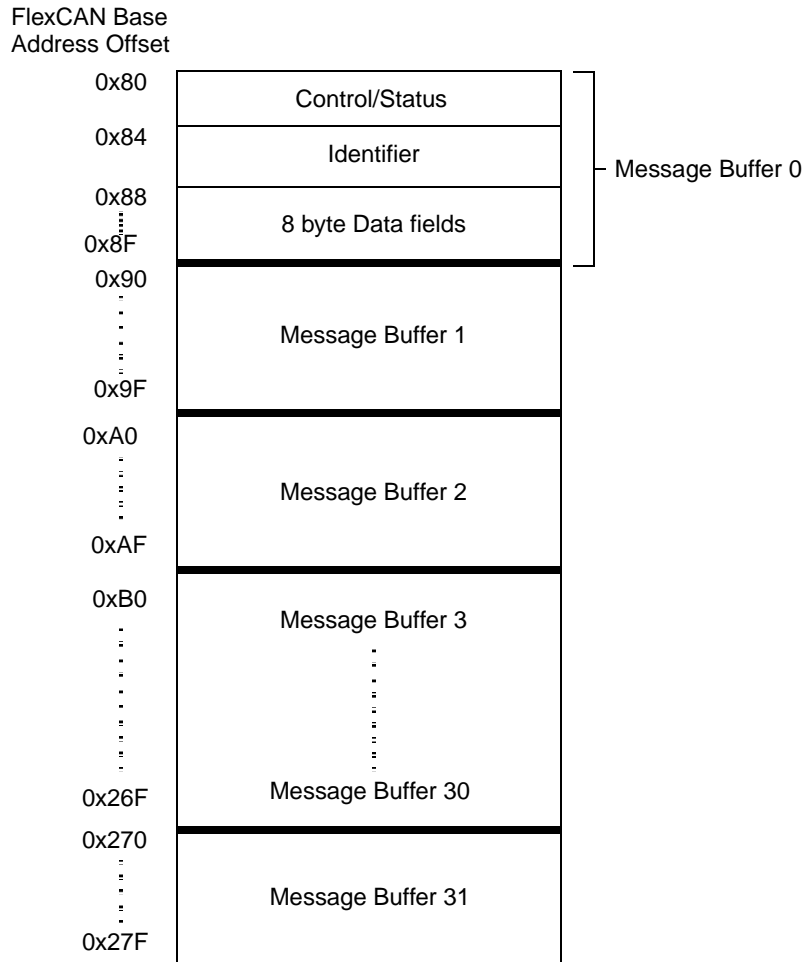 FlexCAN Base
Address Offset
0x80
Control/Status
0x84
Identifier
Message Buffer 0
0x88
8 byte Data fields
0x8F
0x90
Message Buffer 1
0x9F
0xA0
Message Buffer 2
0xAF
0xB0
Message Buffer 3
0x26F
Message Buffer 30
0x270
Message Buffer 31
0x27F